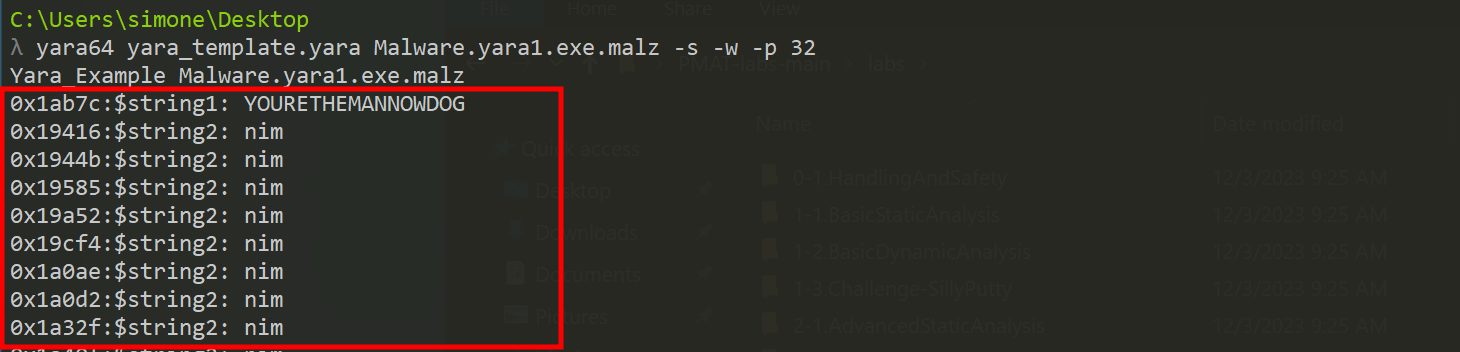 C:\Users\simone\Desktop
λ yara64 yara_template.yara Malware.yara1.exe.malz -s -w -p 32
Yara_Example Malware.yara1.exe.malz
0x1ab7c:$string1: YOURETHEMANNOWDOG
0x19416:$string2: nim
0x1944b:$string2: nim
0x19585:$string2: nim
0x19a52:$string2: nim
0x19cf4:$string2: nim
0x1a0ae:$string2: nim
0x1a0d2:$string2: nim
0x1a32f:$string2: nim
File Home Share View
PMAT-labs-main › labs ›
Name Date modified
Quick access
Desktop
Downloads
Documents
Pictures
0-1.HandlingAndSafety 12/3/2023 9:25 AM
1-1.BasicStaticAnalysis 12/3/2023 9:25 AM
1-2.BasicDynamicAnalysis 12/3/2023 9:25 AM
1-3.Challenge-SillyPutty 12/3/2023 9:25 AM
2-1.AdvancedStaticAnalysis 12/3/2023 9:25 AM